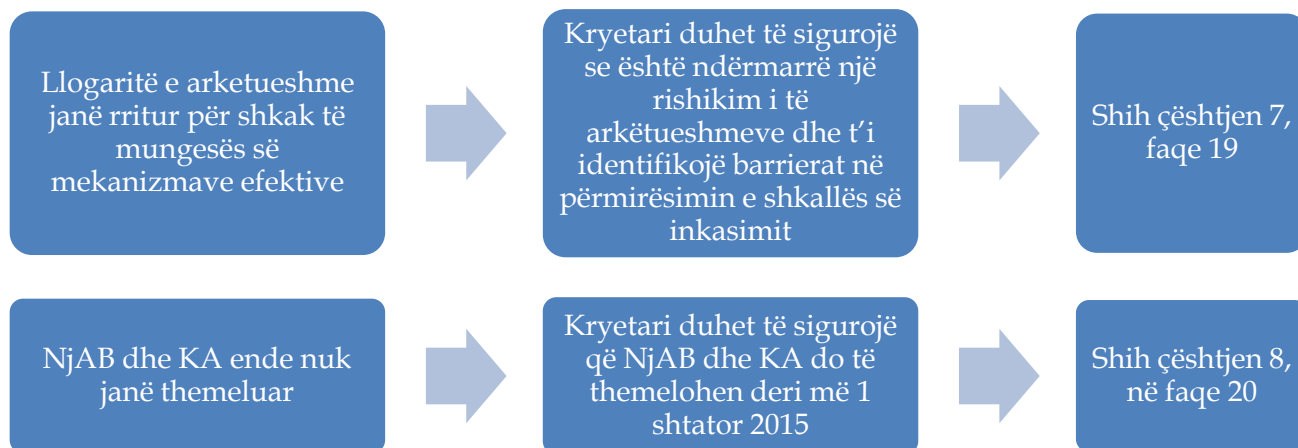 Llogaritë e arketueshme
janë rritur për shkak të
mungesës së
mekanizmave efektive
Kryetari duhet të sigurojë
se është ndërmarrë një
rishikim i të
arkëtueshmeve dhe t’i
identifikojë barrierat në
përmirësimin e shkallës së
inkasimit
Shih çështjen 7,
faqe 19
NjAB dhe KA ende nuk
janë themeluar
Kryetari duhet të sigurojë
që NjAB dhe KA do të
themelohen deri më 1
shtator 2015
Shih çështjen 8,
në faqe 20